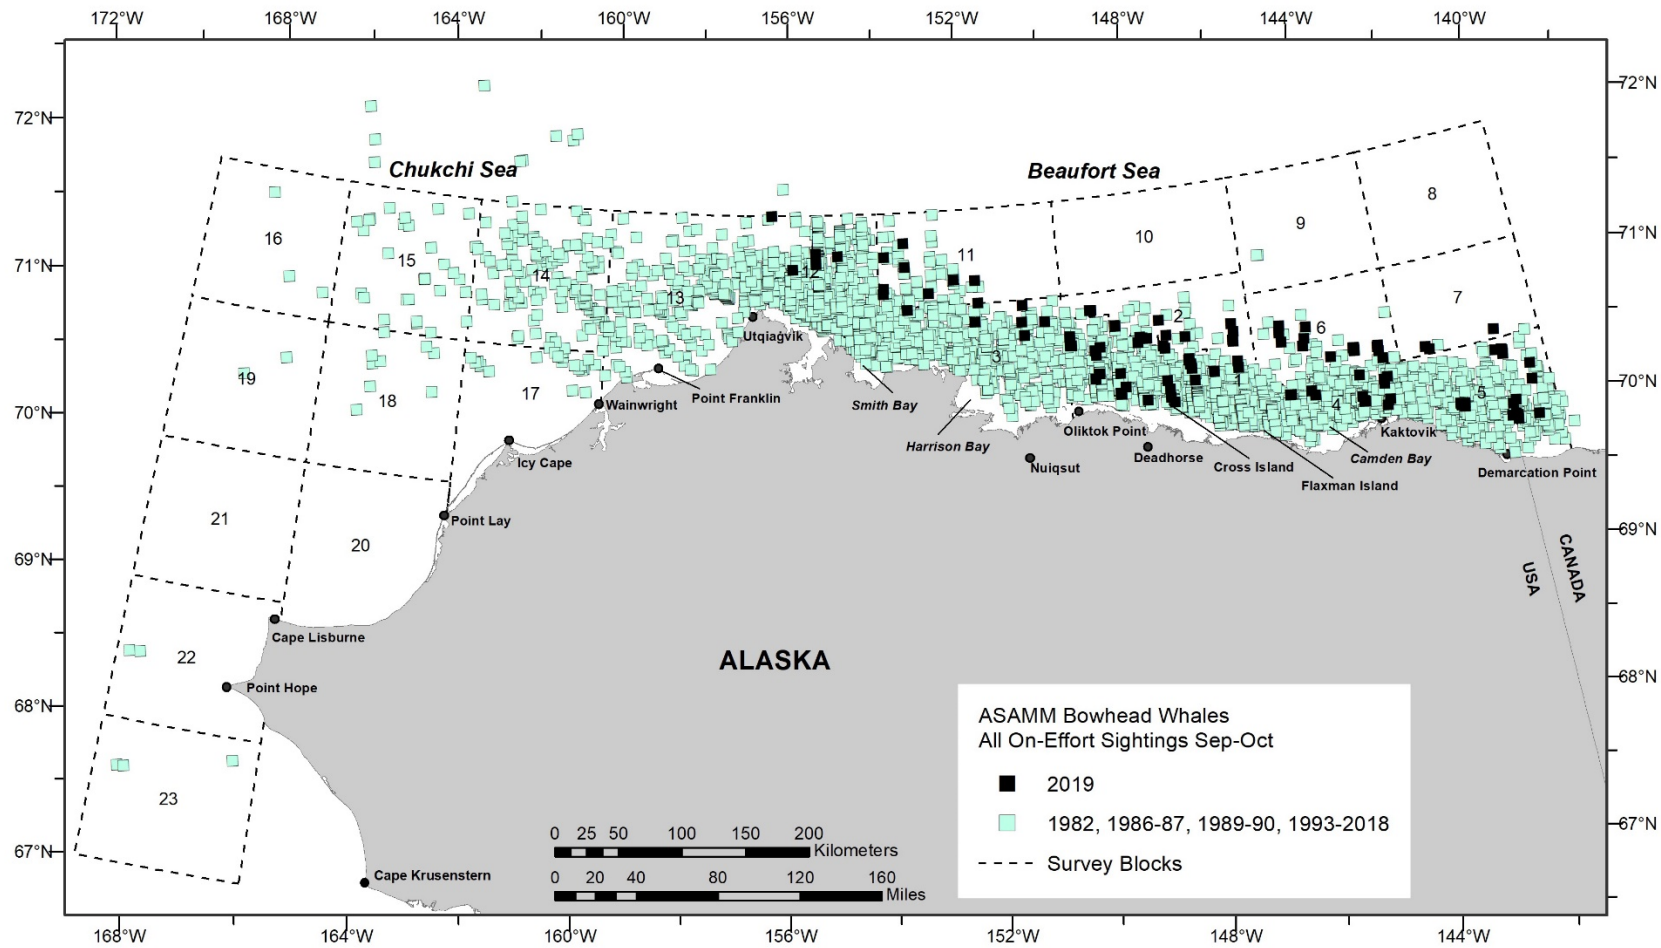 172°W 168°W 164°W 160°W 156°W 152°W 148°W 144°W 140°W
72°N 72°N
Chukchi Sea Beaufort Sea
8
9
10
16
11
15
14
12
71°N 71°N
13
7
2
6
Utqiaġvik
3
19
17
Point Franklin
1
5
70°N 70°N
18
Wainwright
Smith Bay
4
Harrison Bay
Oliktok Point
Kaktovik
Icy Cape
Nuiqsut
Deadhorse
Cross Island
Camden Bay
Flaxman Island
Demarcation Point
21
Point Lay
69°N 69°N
20
USA
CANADA
Cape Lisburne
22
ALASKA
Point Hope
68°N 68°N
23
67°N 67°N
Cape Krusenstern
0 25 50 100 150 200
Kilometers
0 20 40 80 120 160
Miles
ASAMM Bowhead Whales
All On-Effort Sightings Sep-Oct
2019
1982, 1986-87, 1989-90, 1993-2018
Survey Blocks
168°W 164°W 160°W 156°W 152°W 148°W 144°W 140°W